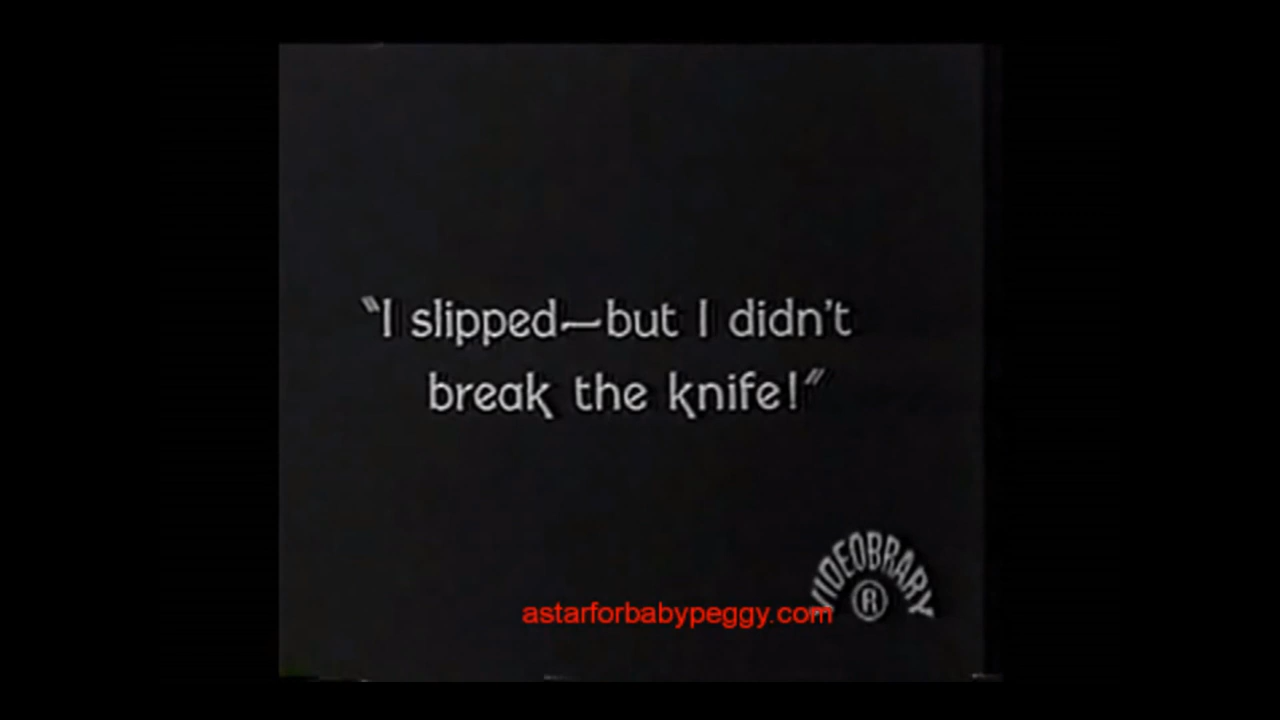 "I slipped—but I didn't
break the knife!"
VIDEOBRARY
®
astarforbabypeggy.com